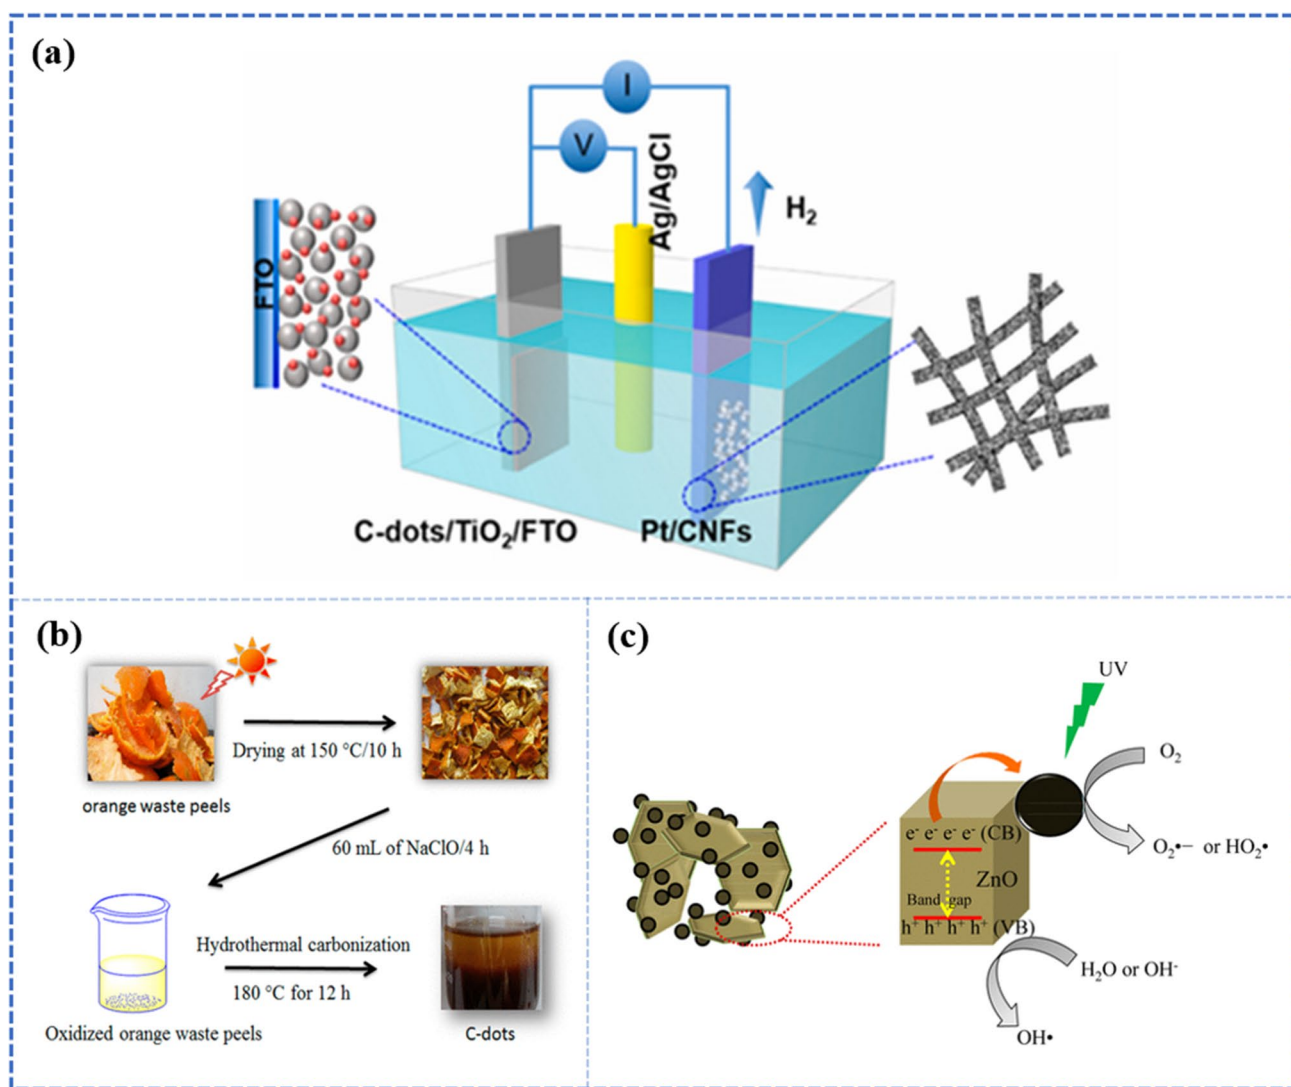 (a)
I
V
Ag/AgCl
H₂
FTO
C-dots/TiO₂/FTO
Pt/CNFs
(b)
Drying at 150 °C/10 h
orange waste peels
60 mL of NaClO/4 h
Hydrothermal carbonization
180 °C for 12 h
Oxidized orange waste peels
C-dots
(c)
UV
O₂
e⁻ e⁻ e⁻ e⁻ (CB)
O₂•− or HO₂•
ZnO
Band gap
h⁺ h⁺ h⁺ h⁺ (VB)
H₂O or OH⁻
OH•